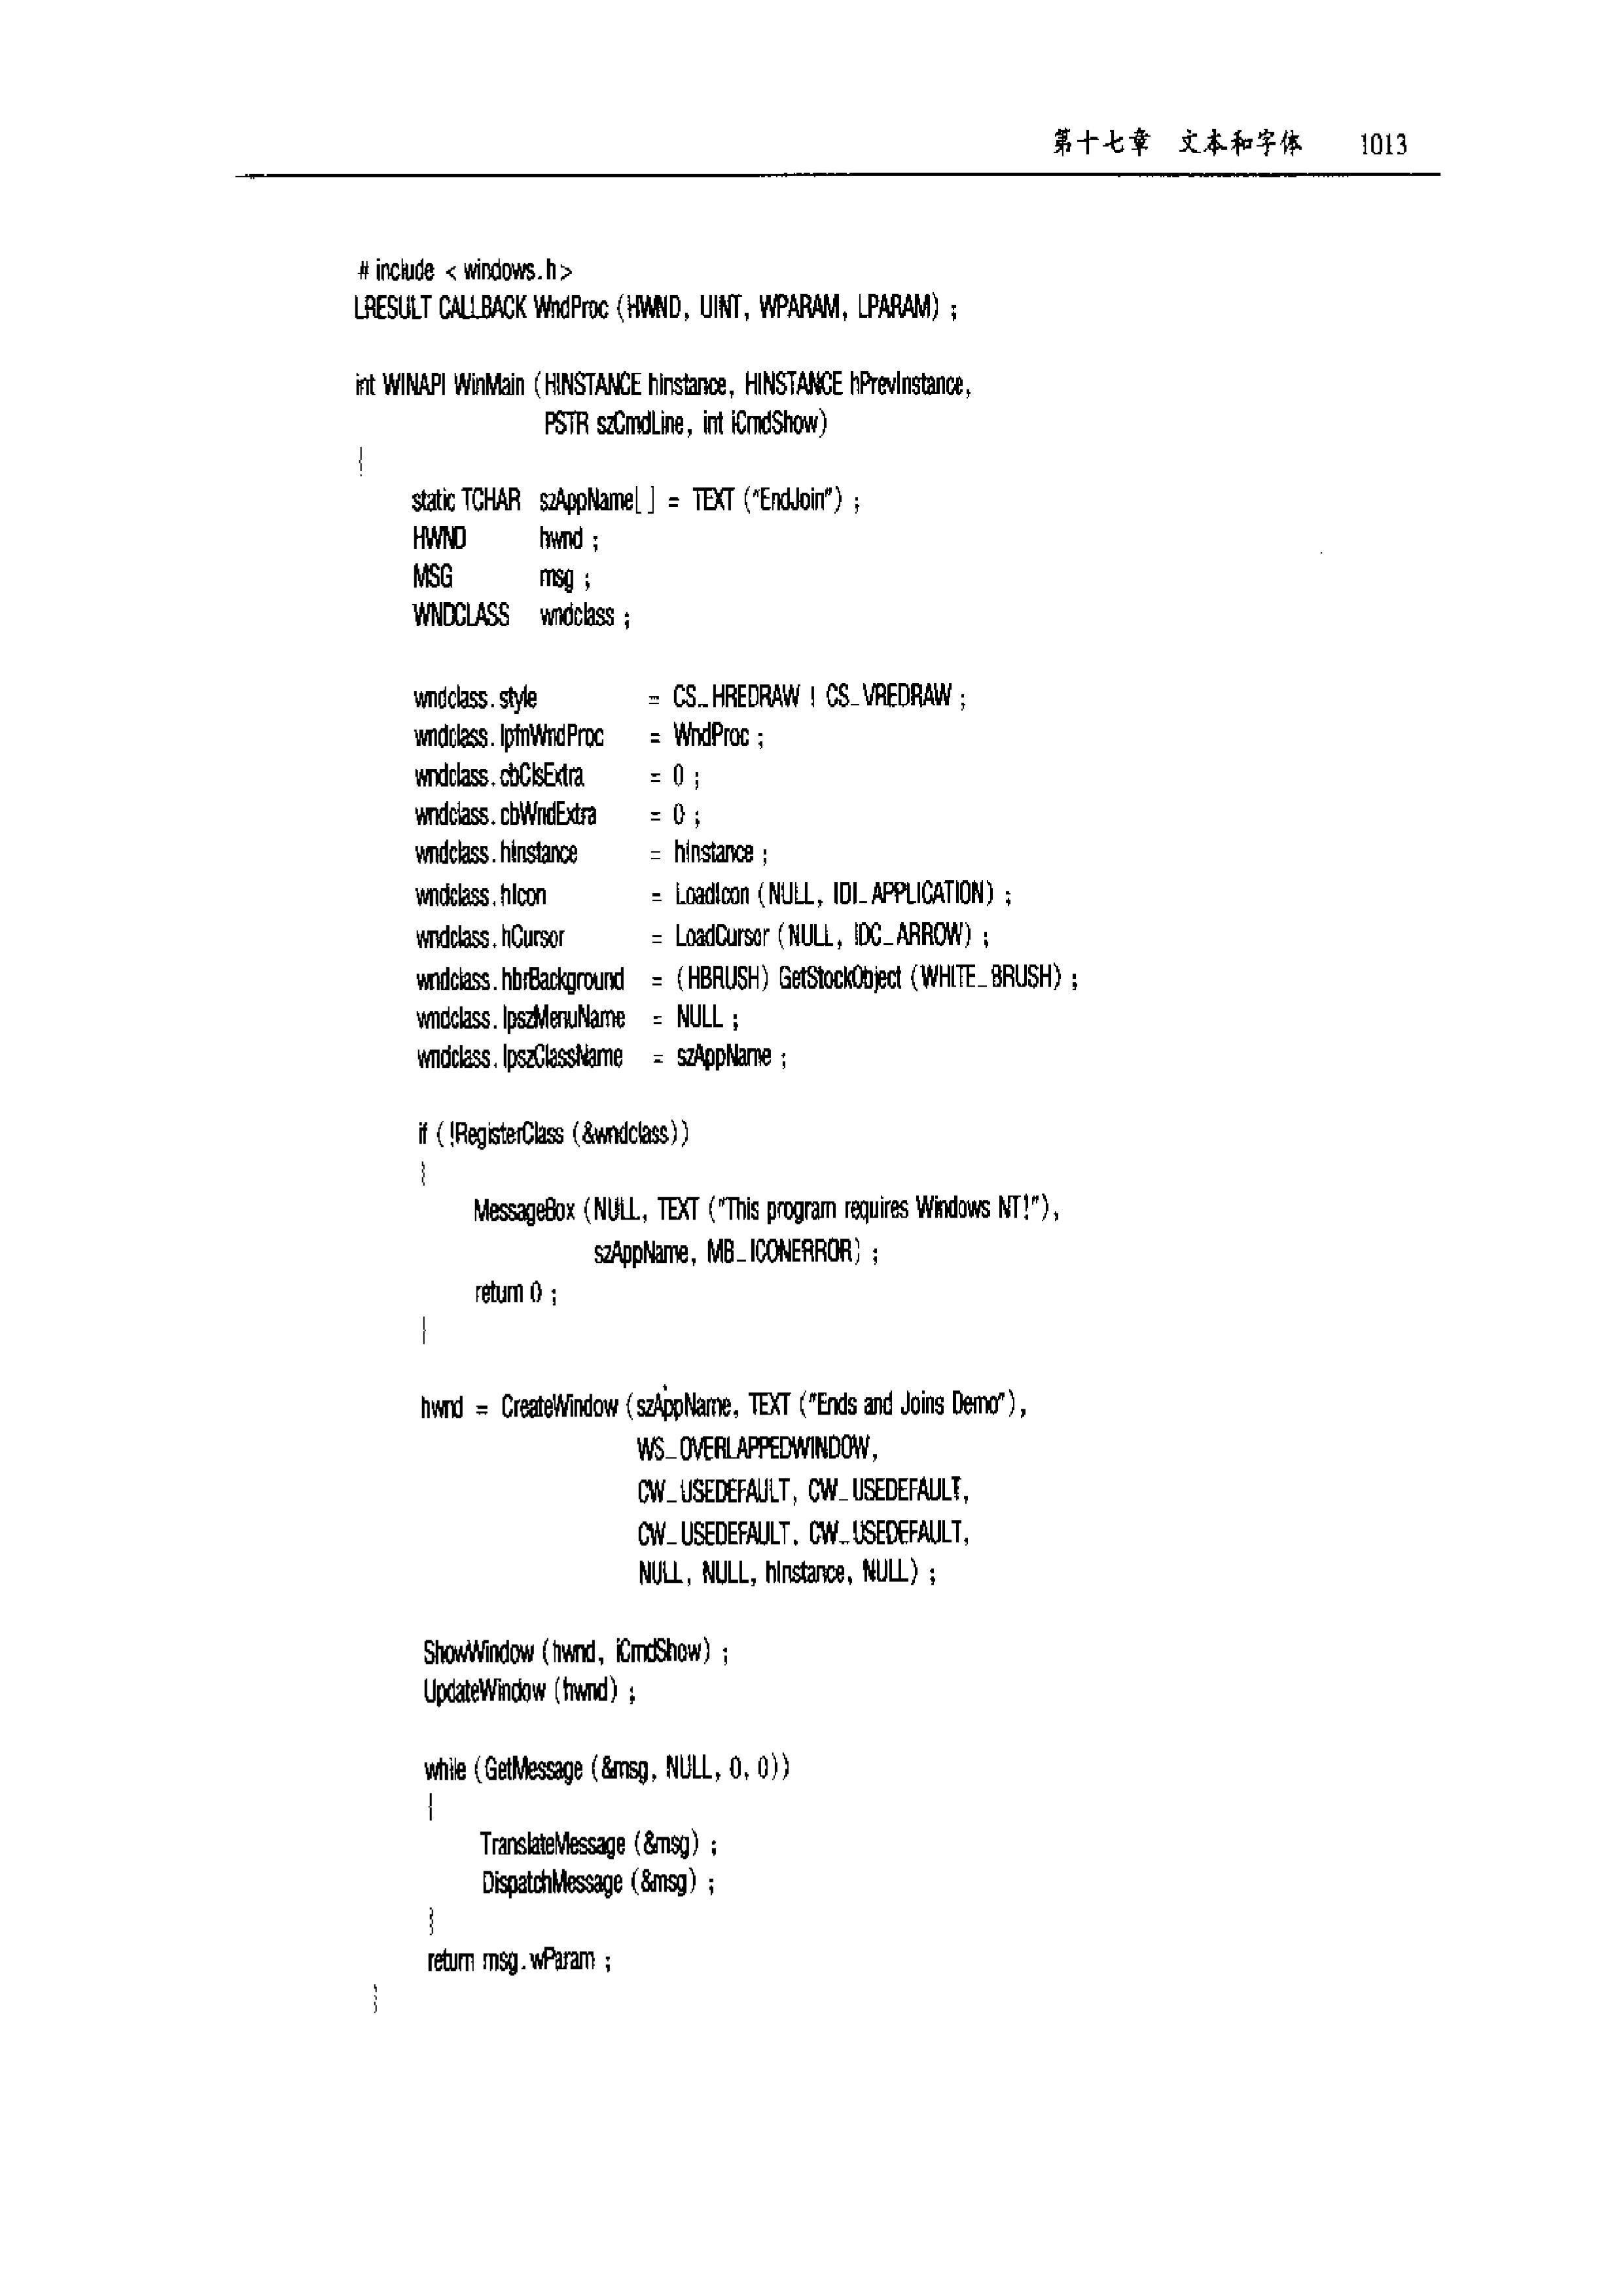 第十七章 文本和字体 1013
# include < windows.h>
LRESULT CALLBACK WndProc (HWND, UINT, WPARAM, LPARAM) ;
int WINAPI WinMain (HINSTANCE hInstance, HINSTANCE hPrevInstance,
PSTR szCmdLine, int iCmdShow)
{
static TCHAR szAppName[ ] = TEXT ("EndJoin") ;
HWND hwnd ;
MSG msg ;
WNDCLASS wndclass ;
wndclass.style = CS_HREDRAW | CS_VREDRAW ;
wndclass.lpfnWndProc = WndProc ;
wndclass.cbClsExtra = 0 ;
wndclass.cbWndExtra = 0 ;
wndclass.hInstance = hInstance ;
wndclass.hIcon = LoadIcon (NULL, IDI_APPLICATION) ;
wndclass.hCursor = LoadCursor (NULL, IDC_ARROW) ;
wndclass.hbrBackground = (HBRUSH) GetStockObject (WHITE_BRUSH) ;
wndclass.lpszMenuName = NULL ;
wndclass.lpszClassName = szAppName ;
if (!RegisterClass (&wndclass))
{
MessageBox (NULL, TEXT ("This program requires Windows NT!"),
szAppName, MB_ICONERROR) ;
return 0 ;
}
hwnd = CreateWindow (szAppName, TEXT ("Ends and Joins Demo"),
WS_OVERLAPPEDWINDOW,
CW_USEDEFAULT, CW_USEDEFAULT,
CW_USEDEFAULT, CW_USEDEFAULT,
NULL, NULL, hInstance, NULL) ;
ShowWindow (hwnd, iCmdShow) ;
UpdateWindow (hwnd) ;
while (GetMessage (&msg, NULL, 0, 0))
{
TranslateMessage (&msg) ;
DispatchMessage (&msg) ;
}
return msg.wParam ;
}